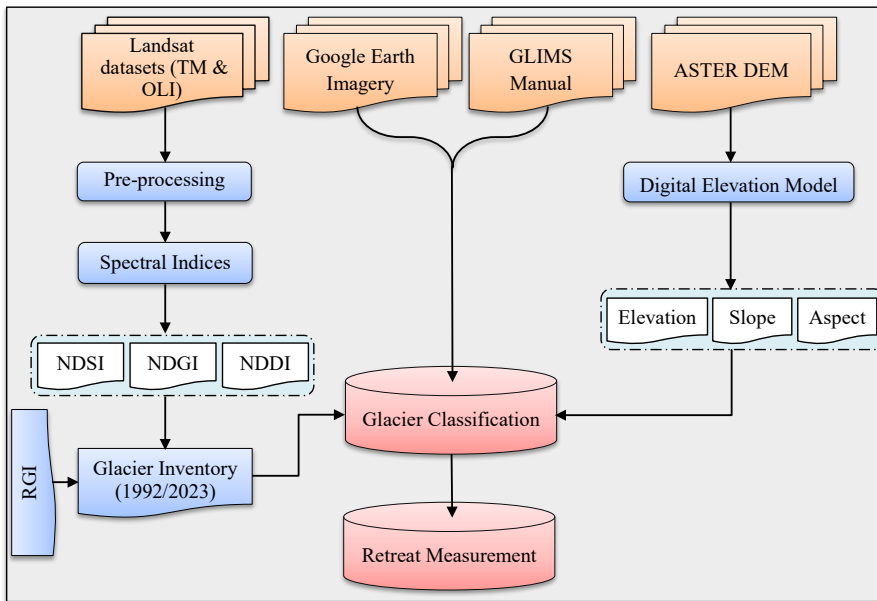 Landsat
datasets (TM &
OLI)
Google Earth
Imagery
GLIMS
Manual
ASTER DEM
Pre-processing
Digital Elevation Model
Spectral Indices
Elevation
Slope
Aspect
NDSI
NDGI
NDDI
Glacier Classification
RGI
Glacier Inventory
(1992/2023)
Retreat Measurement